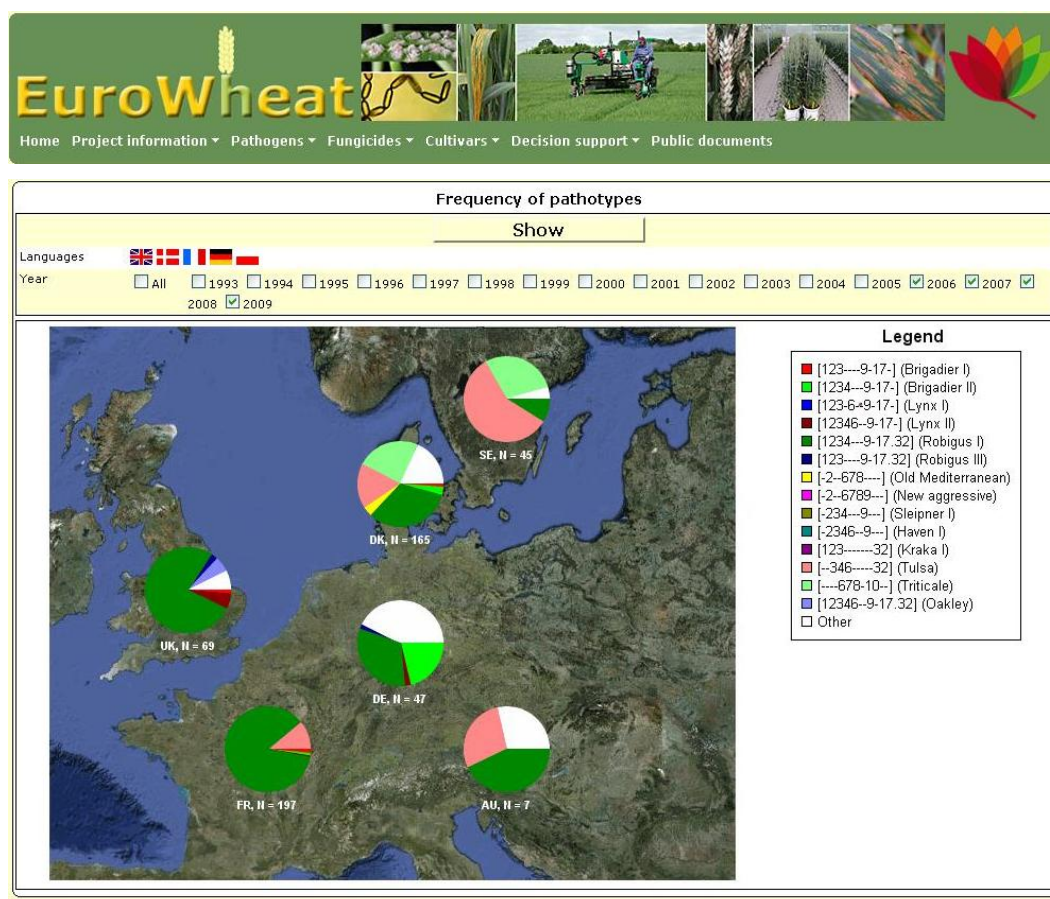 EuroWheat
Home Project information Pathogens Fungicides Cultivars Decision support Public documents
Frequency of pathotypes
Show
Languages
Year All 1993 1994 1995 1996 1997 1998 1999 2000 2001 2002 2003 2004 2005 2006 2007
2008 2009
Legend
[123----9-17-] (Brigadier I)
[1234---9-17-] (Brigadier II)
[123-6-*9-17-] (Lynx I)
[12346--9-17-] (Lynx II)
[1234---9-17.32] (Robigus I)
[123----9-17.32] (Robigus III)
[-2--678----] (Old Mediterranean)
[-2--6789---] (New aggressive)
[-234---9---] (Sleipner I)
[-2346--9---] (Haven I)
[123-------32] (Kraka I)
[--346-----32] (Tulsa)
[----678-10--] (Triticale)
[12346--9-17.32] (Oakley)
Other
SE, N = 45
DK, N = 165
UK, N = 69
DE, N = 47
FR, N = 197
AU, N = 7